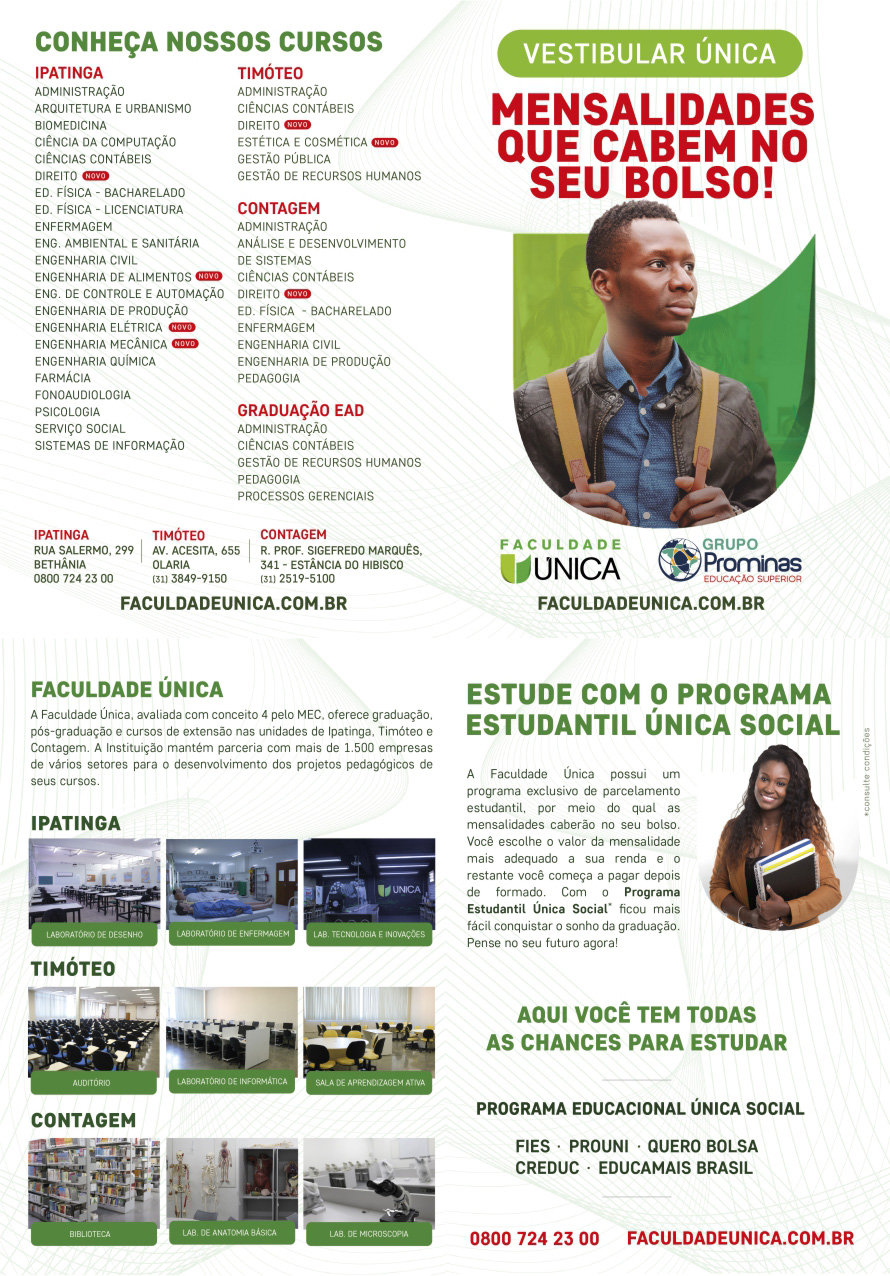 CONHEÇA NOSSOS CURSOS
IPATINGA
ADMINISTRAÇÃO
ARQUITETURA E URBANISMO
BIOMEDICINA
CIÊNCIA DA COMPUTAÇÃO
CIÊNCIAS CONTÁBEIS
DIREITO NOVO
ED. FÍSICA - BACHARELADO
ED. FÍSICA - LICENCIATURA
ENFERMAGEM
ENG. AMBIENTAL E SANITÁRIA
ENGENHARIA CIVIL
ENGENHARIA DE ALIMENTOS NOVO
ENG. DE CONTROLE E AUTOMAÇÃO
ENGENHARIA DE PRODUÇÃO
ENGENHARIA ELÉTRICA NOVO
ENGENHARIA MECÂNICA NOVO
ENGENHARIA QUÍMICA
FARMÁCIA
FONOAUDIOLOGIA
PSICOLOGIA
SERVIÇO SOCIAL
SISTEMAS DE INFORMAÇÃO
TIMÓTEO
ADMINISTRAÇÃO
CIÊNCIAS CONTÁBEIS
DIREITO NOVO
ESTÉTICA E COSMÉTICA NOVO
GESTÃO PÚBLICA
GESTÃO DE RECURSOS HUMANOS
CONTAGEM
ADMINISTRAÇÃO
ANÁLISE E DESENVOLVIMENTO
DE SISTEMAS
CIÊNCIAS CONTÁBEIS
DIREITO NOVO
ED. FÍSICA - BACHARELADO
ENFERMAGEM
ENGENHARIA CIVIL
ENGENHARIA DE PRODUÇÃO
PEDAGOGIA
GRADUAÇÃO EAD
ADMINISTRAÇÃO
CIÊNCIAS CONTÁBEIS
GESTÃO DE RECURSOS HUMANOS
PEDAGOGIA
PROCESSOS GERENCIAIS
IPATINGA
RUA SALERMO, 299
BETHÂNIA
0800 724 23 00
TIMÓTEO
AV. ACESITA, 655
OLARIA
(31) 3849-9150
CONTAGEM
R. PROF. SIGEFREDO MARQUÊS,
341 - ESTÂNCIA DO HIBISCO
(31) 2519-5100
FACULDADEUNICA.COM.BR
VESTIBULAR ÚNICA
MENSALIDADES
QUE CABEM NO
SEU BOLSO!
FACULDADE
ÚNICA
GRUPO
Prominas
EDUCAÇÃO SUPERIOR
FACULDADEUNICA.COM.BR
FACULDADE ÚNICA
A Faculdade Única, avaliada com conceito 4 pelo MEC, oferece graduação,
pós-graduação e cursos de extensão nas unidades de Ipatinga, Timóteo e
Contagem. A Instituição mantém parceria com mais de 1.500 empresas
de vários setores para o desenvolvimento dos projetos pedagógicos de
seus cursos.
IPATINGA
ÚNICA
LABORATÓRIO DE DESENHO
LABORATÓRIO DE ENFERMAGEM
LAB. TECNOLOGIA E INOVAÇÕES
TIMÓTEO
AUDITÓRIO
LABORATÓRIO DE INFORMÁTICA
SALA DE APRENDIZAGEM ATIVA
CONTAGEM
BIBLIOTECA
LAB. DE ANATOMIA BÁSICA
LAB. DE MICROSCOPIA
ESTUDE COM O PROGRAMA
ESTUDANTIL ÚNICA SOCIAL
A Faculdade Única possui um
programa exclusivo de parcelamento
estudantil, por meio do qual as
mensalidades caberão no seu bolso.
Você escolhe o valor da mensalidade
mais adequado a sua renda e o
restante você começa a pagar depois
de formado. Com o Programa
Estudantil Única Social* ficou mais
fácil conquistar o sonho da graduação.
Pense no seu futuro agora!
*consulte condições
AQUI VOCÊ TEM TODAS
AS CHANCES PARA ESTUDAR
PROGRAMA EDUCACIONAL ÚNICA SOCIAL
FIES · PROUNI · QUERO BOLSA
CREDUC · EDUCAMAIS BRASIL
0800 724 23 00 FACULDADEUNICA.COM.BR